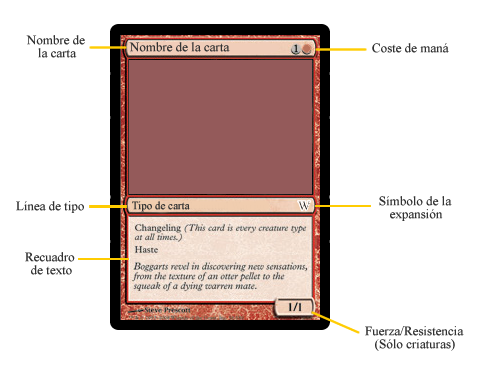 Nombre de
la carta
Nombre de la carta
1
Coste de maná
Línea de tipo
Tipo de carta
W
Símbolo de la
expansión
Recuadro
de texto
Changeling (This card is every creature type
at all times.)
Haste
Boggarts revel in discovering new sensations,
from the texture of an otter pellet to the
squeak of a dying warren mate.
Steve Prescott
1/1
Fuerza/Resistencia
(Sólo criaturas)